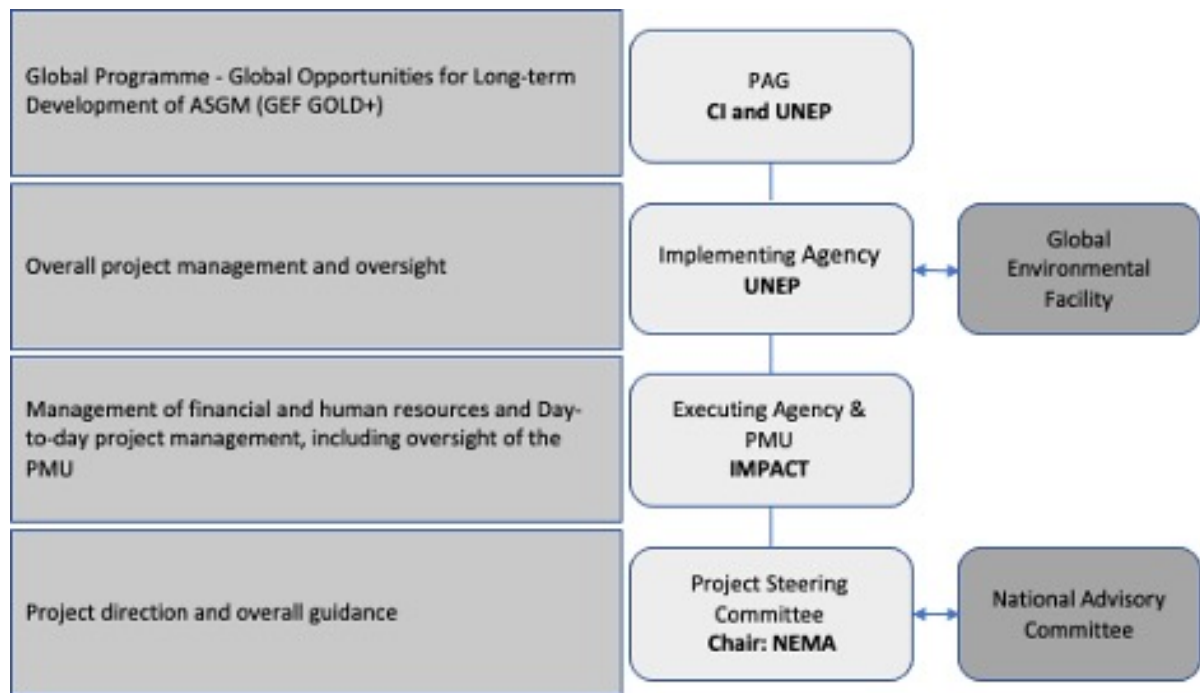 Global Programme - Global Opportunities for Long-term
Development of ASGM (GEF GOLD+)
PAG
CI and UNEP
Overall project management and oversight
Implementing Agency
UNEP
Global
Environmental
Facility
Management of financial and human resources and Day-
to-day project management, including oversight of the
PMU
Executing Agency &
PMU
IMPACT
Project direction and overall guidance
Project Steering
Committee
Chair: NEMA
National Advisory
Committee